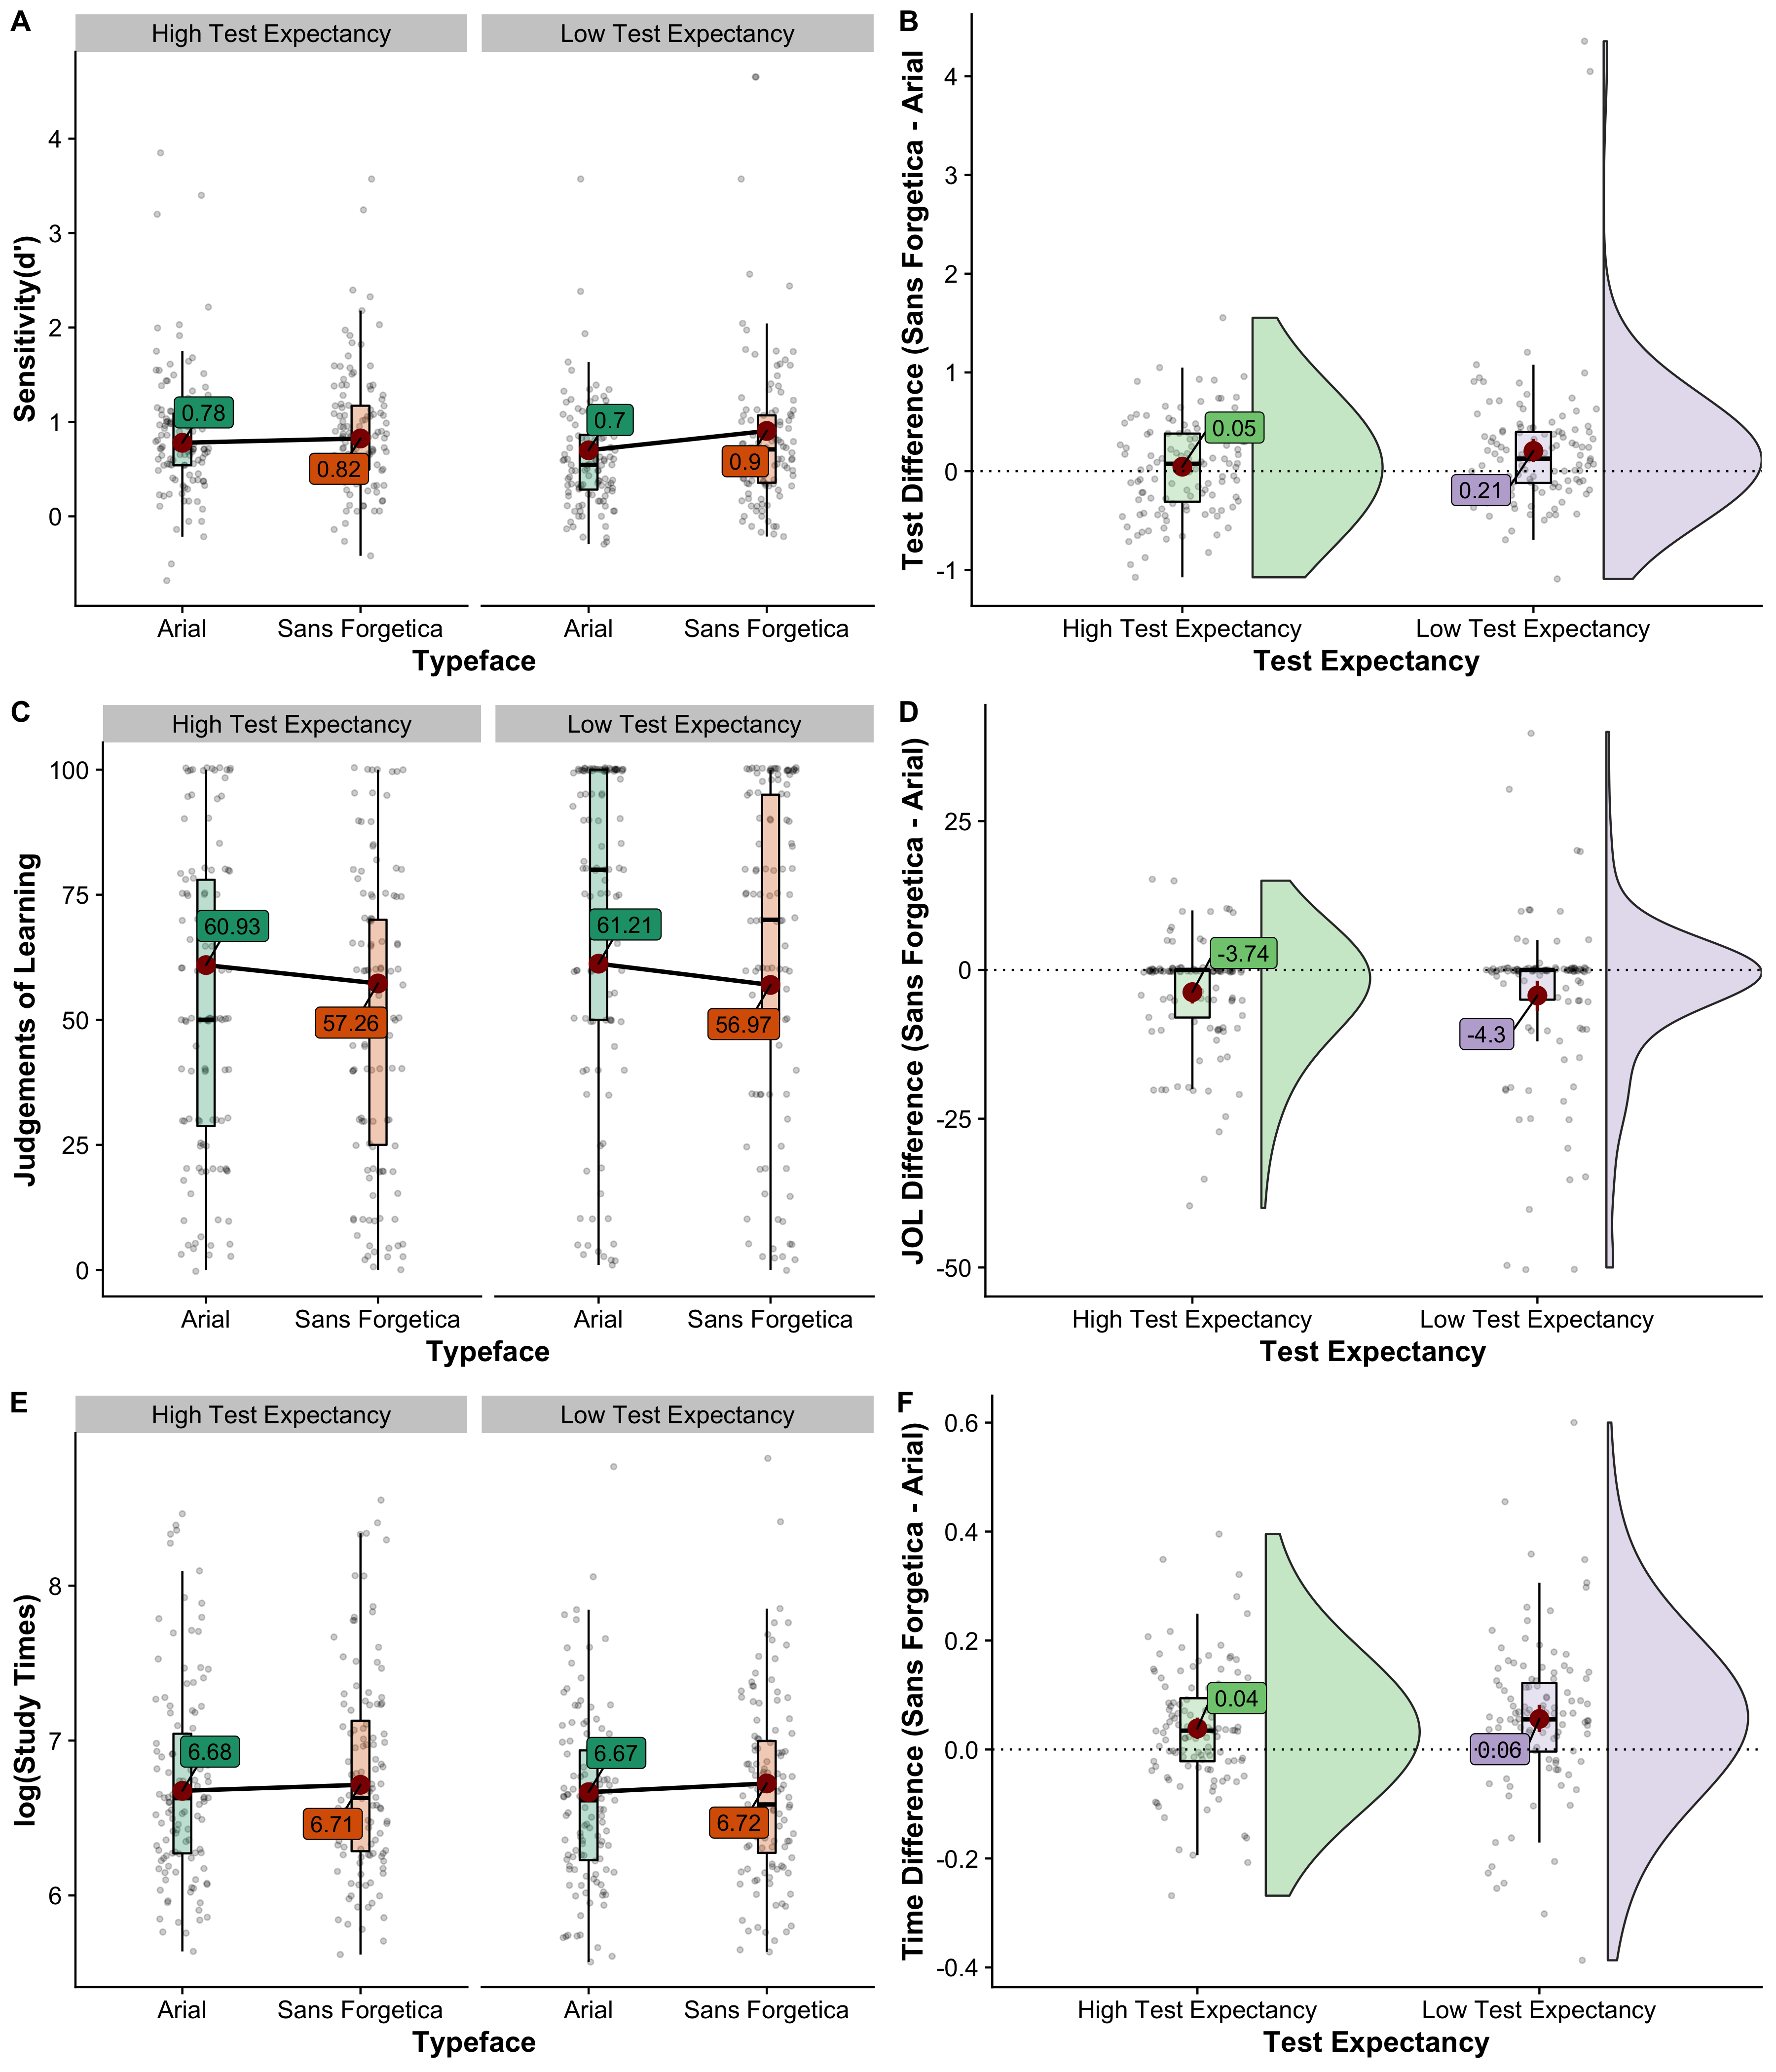 A
High Test Expectancy
Low Test Expectancy
Sensitivity(d')
4
3
2
1
0
0.78
0.82
0.7
0.9
Arial
Sans Forgetica
Arial
Sans Forgetica
Typeface
B
Test Difference (Sans Forgetica - Arial
4
3
2
1
0
-1
0.05
0.21
High Test Expectancy
Low Test Expectancy
Test Expectancy
C
High Test Expectancy
Low Test Expectancy
Judgements of Learning
100
75
50
25
0
60.93
57.26
61.21
56.97
Arial
Sans Forgetica
Arial
Sans Forgetica
Typeface
D
JOL Difference (Sans Forgetica - Arial)
25
0
-25
-50
-3.74
-4.3
High Test Expectancy
Low Test Expectancy
Test Expectancy
E
High Test Expectancy
Low Test Expectancy
log(Study Times)
8
7
6
6.68
6.71
6.67
6.72
Arial
Sans Forgetica
Arial
Sans Forgetica
Typeface
F
Time Difference (Sans Forgetica - Arial)
0.6
0.4
0.2
0.0
-0.2
-0.4
0.04
0.06
High Test Expectancy
Low Test Expectancy
Test Expectancy